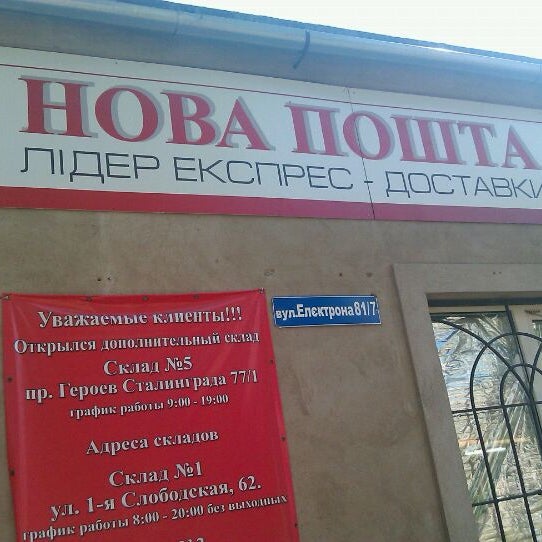 НОВА ПОШТА
ЛІДЕР ЕКСПРЕС - ДОСТАВКИ
вул.Електрона 81/7
Уважаемые клиенты!!!
Открылся дополнительный склад
Склад №5
пр. Героев Сталинграда 77/1
график работы 9:00 - 19:00
Адреса складов
Склад №1
ул. 1-я Слободская, 62.
график работы 8:00 - 20:00 без выходных